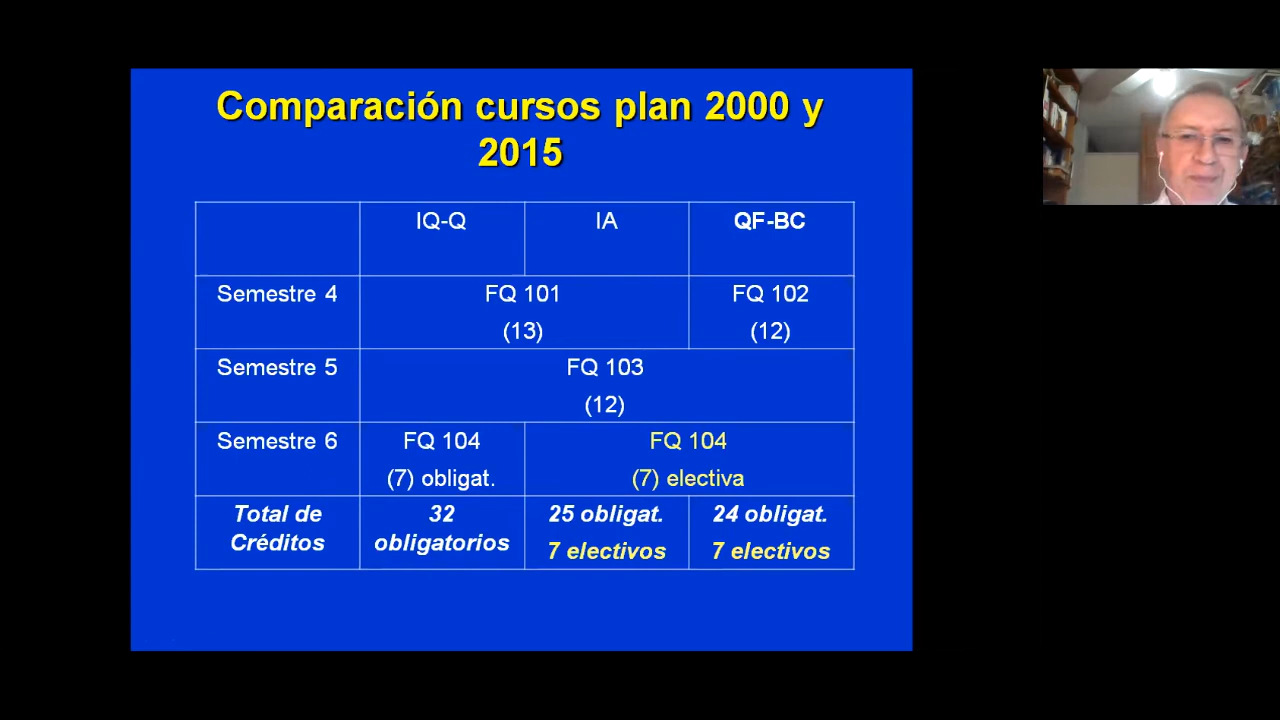 Comparación cursos plan 2000 y
2015
IQ-Q
IA
QF-BC
Semestre 4
FQ 101
(13)
FQ 102
(12)
Semestre 5
FQ 103
(12)
Semestre 6
FQ 104
(7) obligat.
FQ 104
(7) electiva
Total de
Créditos
32
obligatorios
25 obligat.
7 electivos
24 obligat.
7 electivos